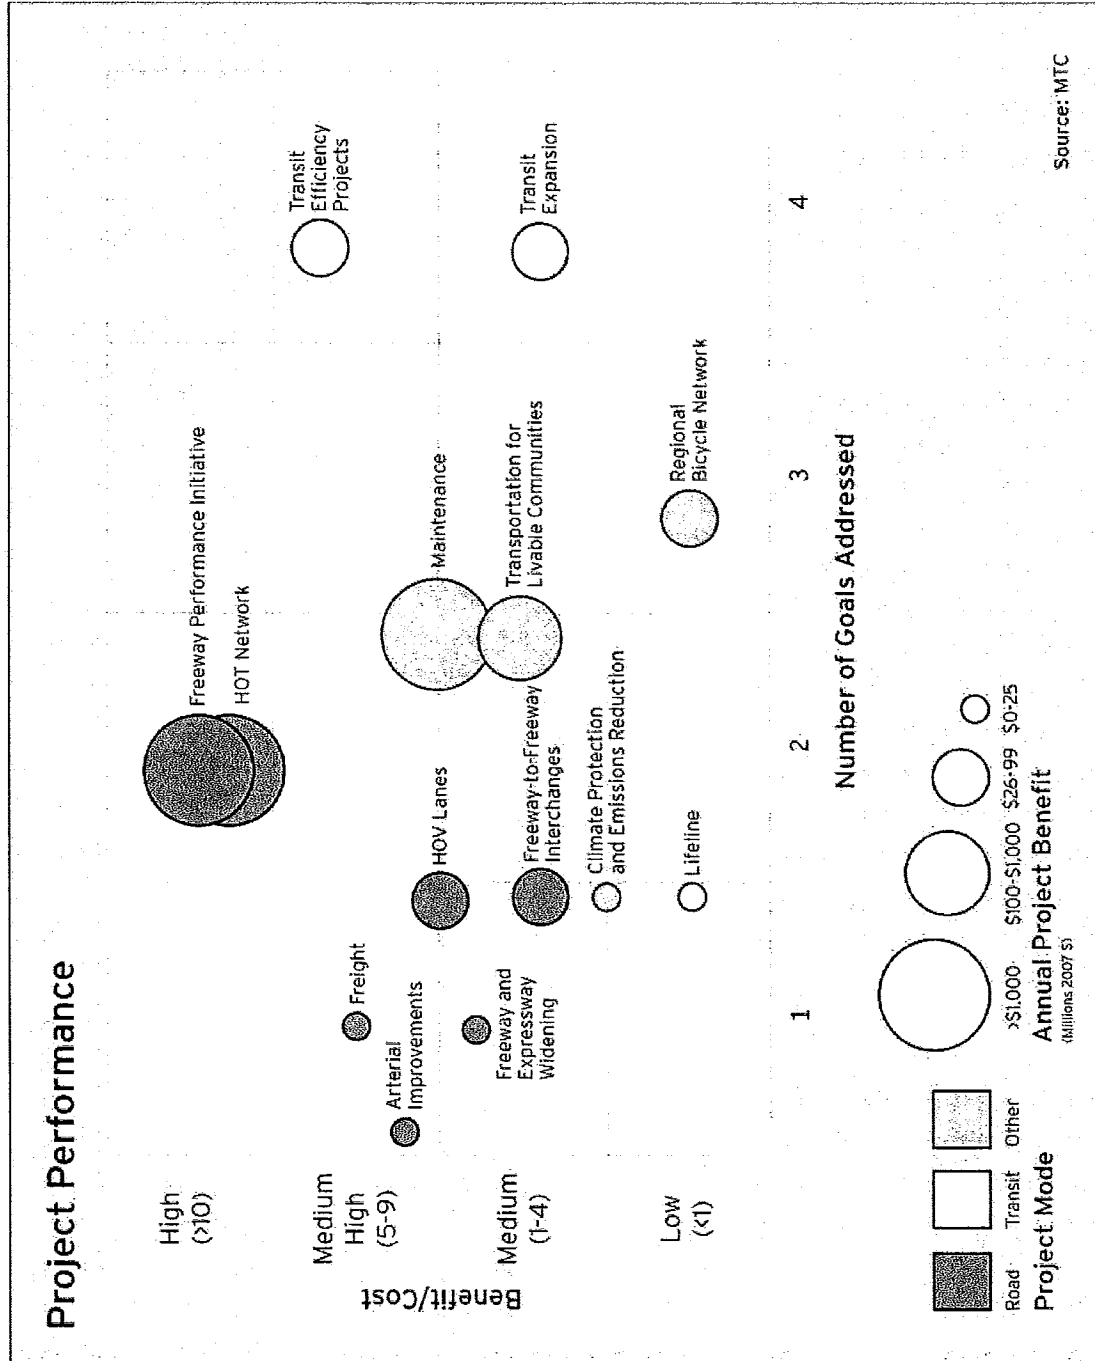 Project Performance
High
(>10)
Medium
High
(5-9)
Medium
(1-4)
Low
(<1)
Benefit/Cost
Freeway Performance Initiative
HOT Network
Transit
Efficiency
Projects
Freight
Arterial
Improvements
HOV Lanes
Maintenance
Freeway and
Expressway
Widening
Freeway-to-Freeway
Interchanges
Transportation for
Livable Communities
Transit
Expansion
Climate Protection
and Emissions Reduction
Lifeline
Regional
Bicycle Network
1
2
3
4
Number of Goals Addressed
Road
Transit
Other
Project Mode
>$1,000
$100-$1,000
$26-99
$0-25
Annual Project Benefit
(Millions 2007 $)
Source: MTC